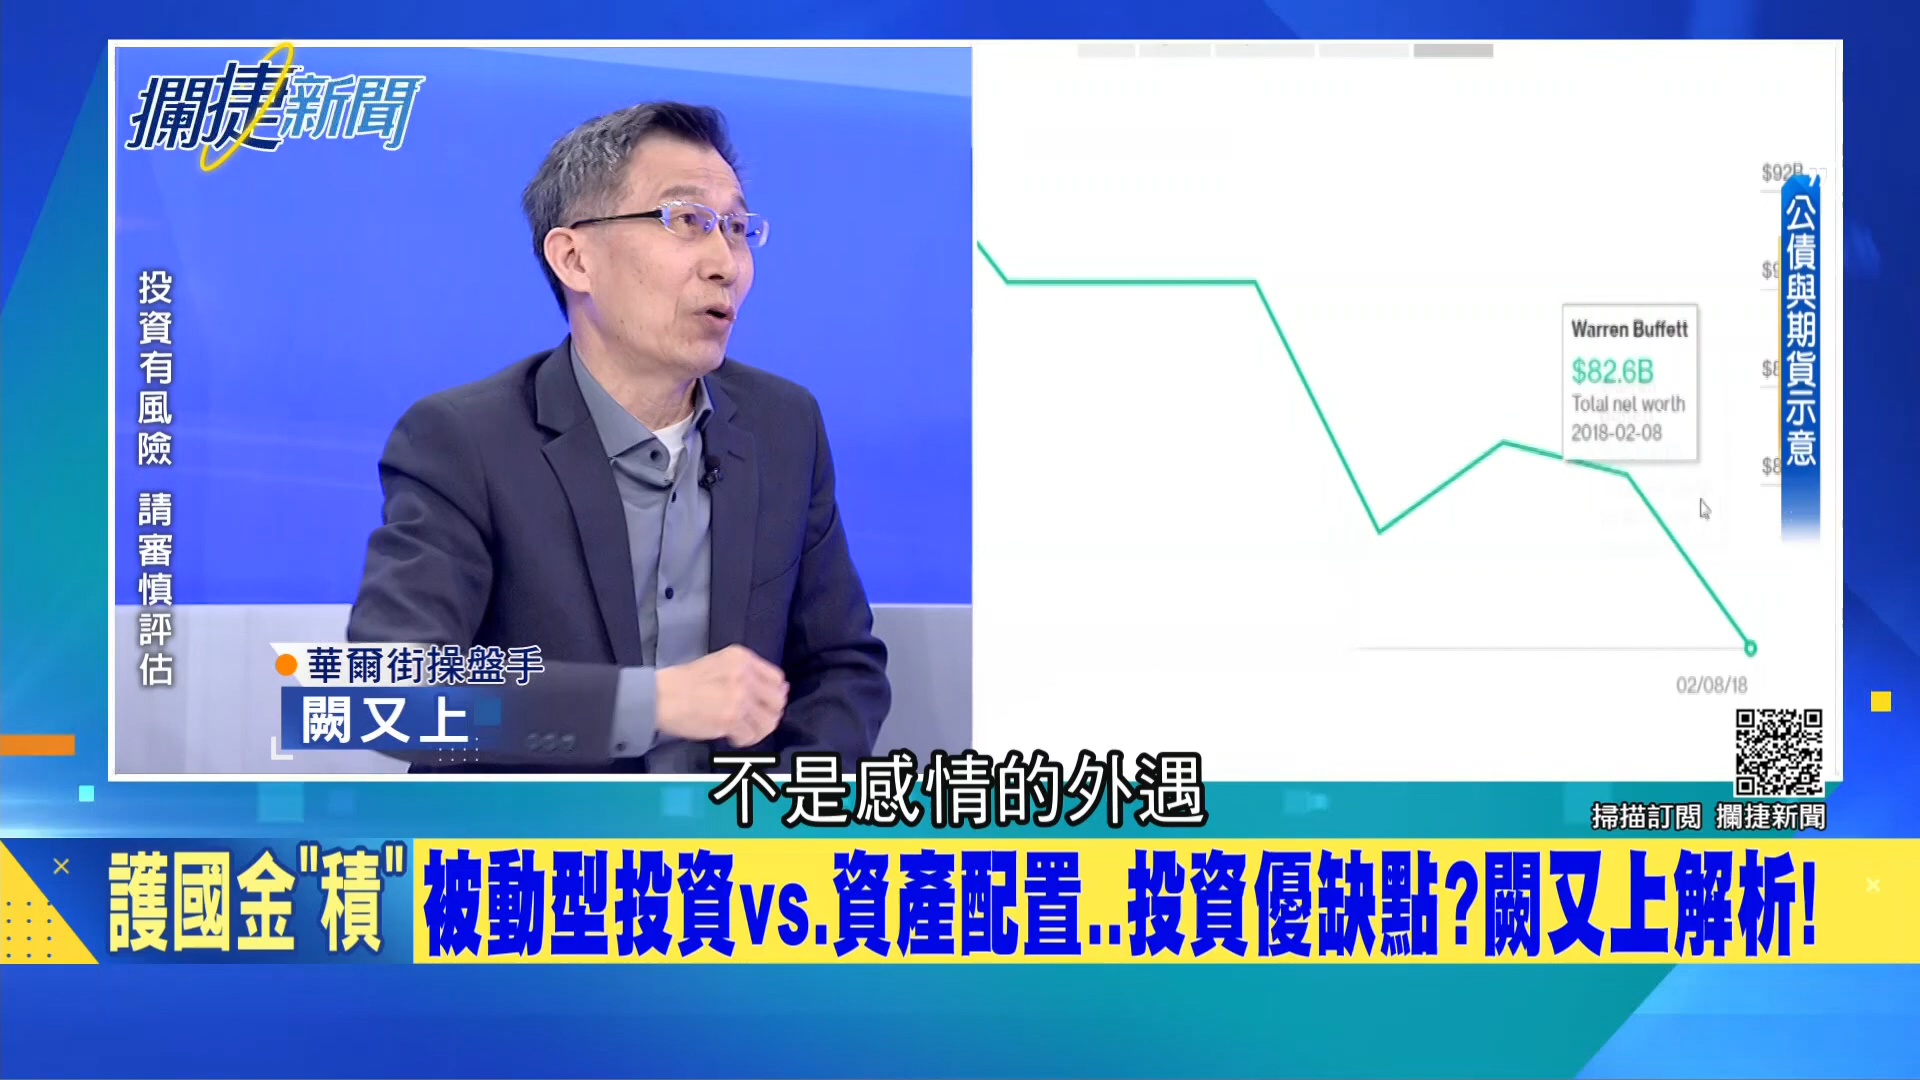 攔捷新聞
投資有風險 請審慎評估
華爾街操盤手
闕又上
$92B
Warren Buffett
$82.6B
Total net worth
2018-02-08
02/08/18
公債與期貨示意
掃描訂閱 攔捷新聞
不是感情的外遇
護國金"積"
被動型投資vs.資產配置..投資優缺點?闕又上解析!